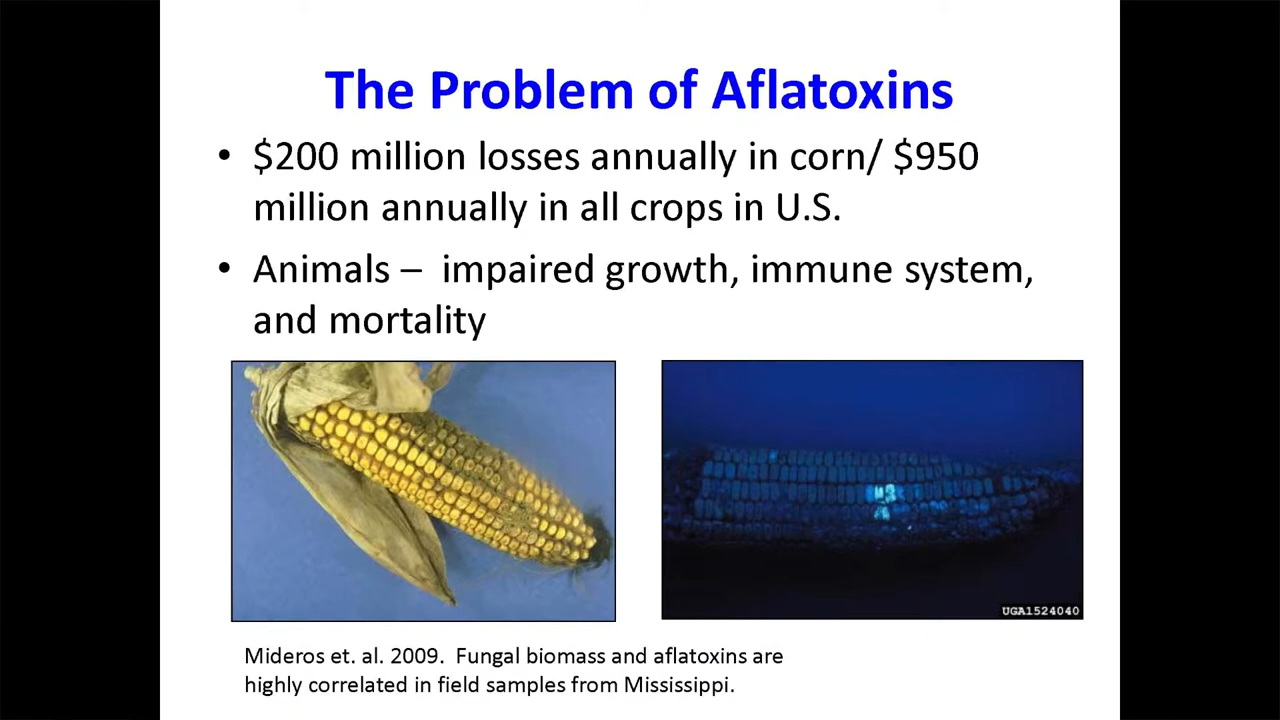 The Problem of Aflatoxins
• $200 million losses annually in corn/ $950
million annually in all crops in U.S.
• Animals –  impaired growth, immune system,
and mortality
UGA1524040
Mideros et. al. 2009.  Fungal biomass and aflatoxins are
highly correlated in field samples from Mississippi.